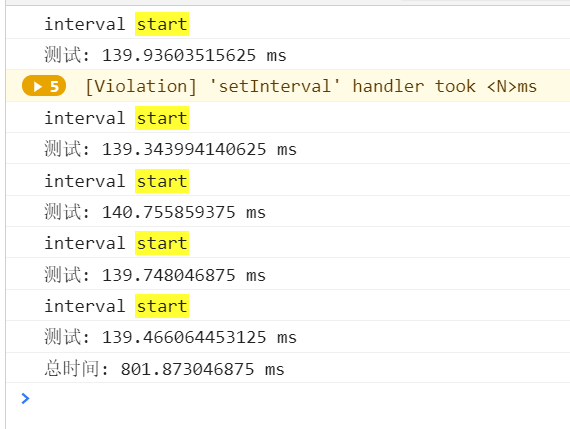 interval start
测试: 139.93603515625 ms
5 [Violation] 'setInterval' handler took <N>ms
interval start
测试: 139.343994140625 ms
interval start
测试: 140.755859375 ms
interval start
测试: 139.748046875 ms
interval start
测试: 139.466064453125 ms
总时间: 801.873046875 ms